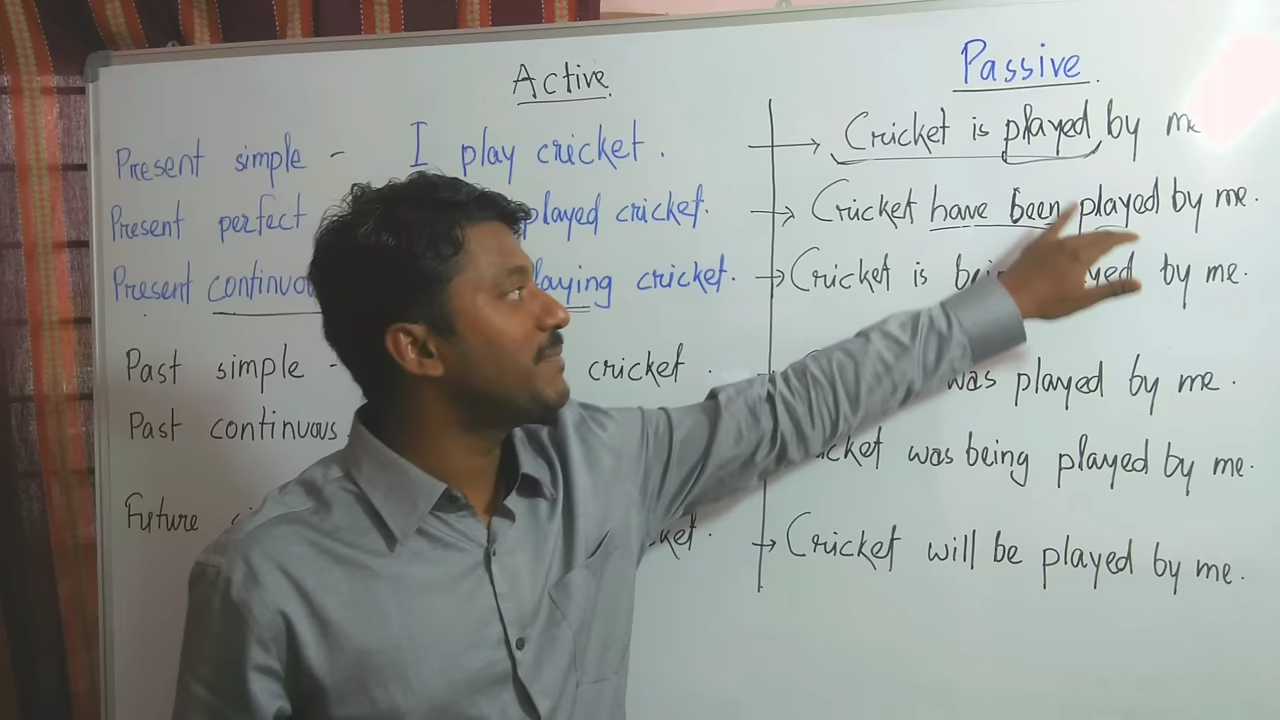 Active.
Passive.
Present simple - I play cricket. → Cricket is played by me
Present perfect played cricket. → Cricket have been played by me.
Present cricket. → Cricket is by me.
Past simple - cricket. was played by me.
Past continuous was being played by me.
Future → Cricket will be played by me.